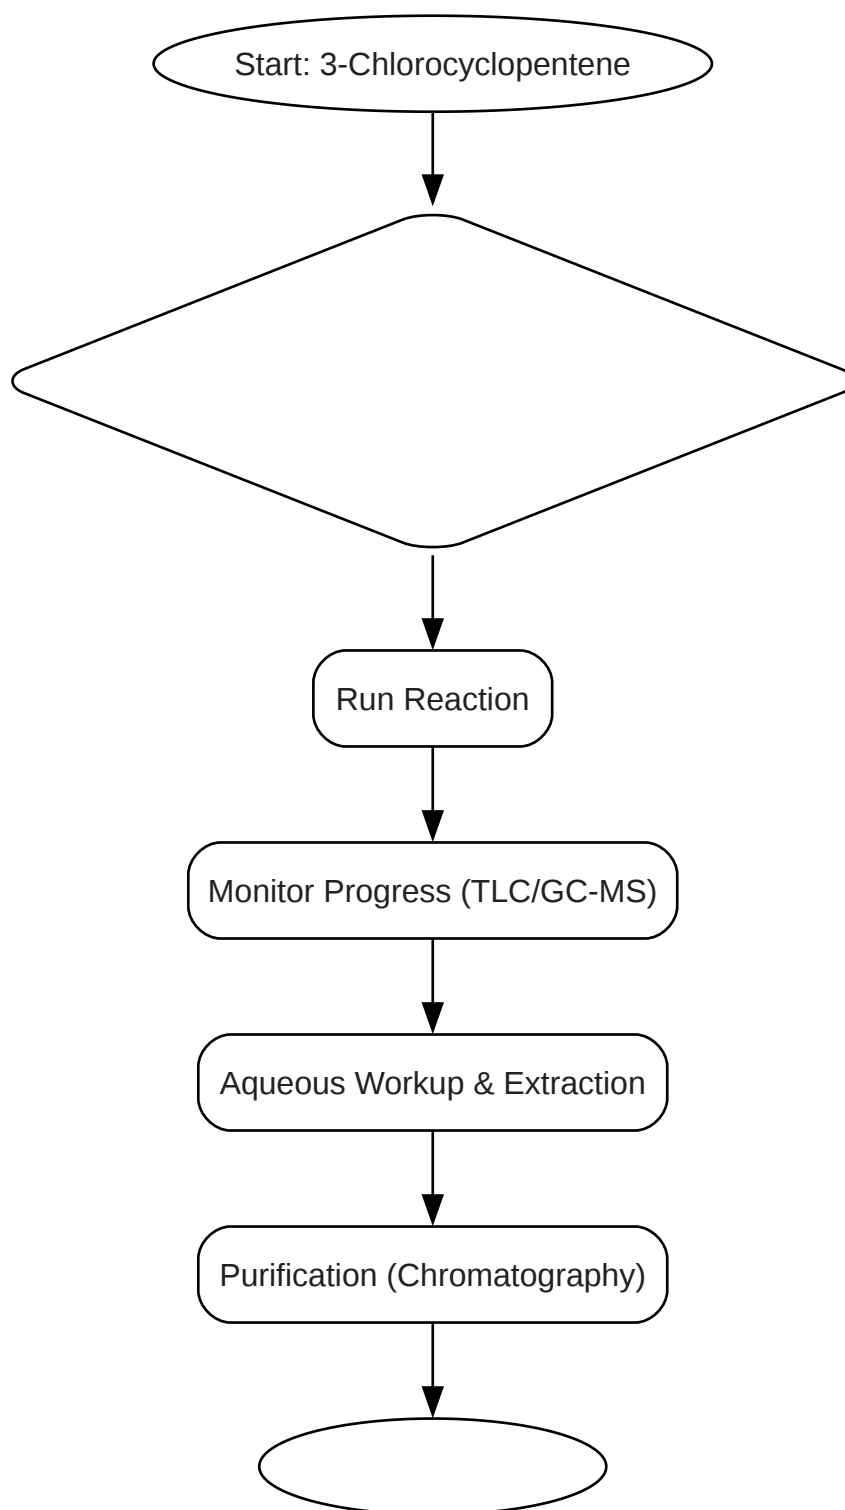 Start: 3-Chlorocyclopentene
Run Reaction
Monitor Progress (TLC/GC-MS)
Aqueous Workup & Extraction
Purification (Chromatography)